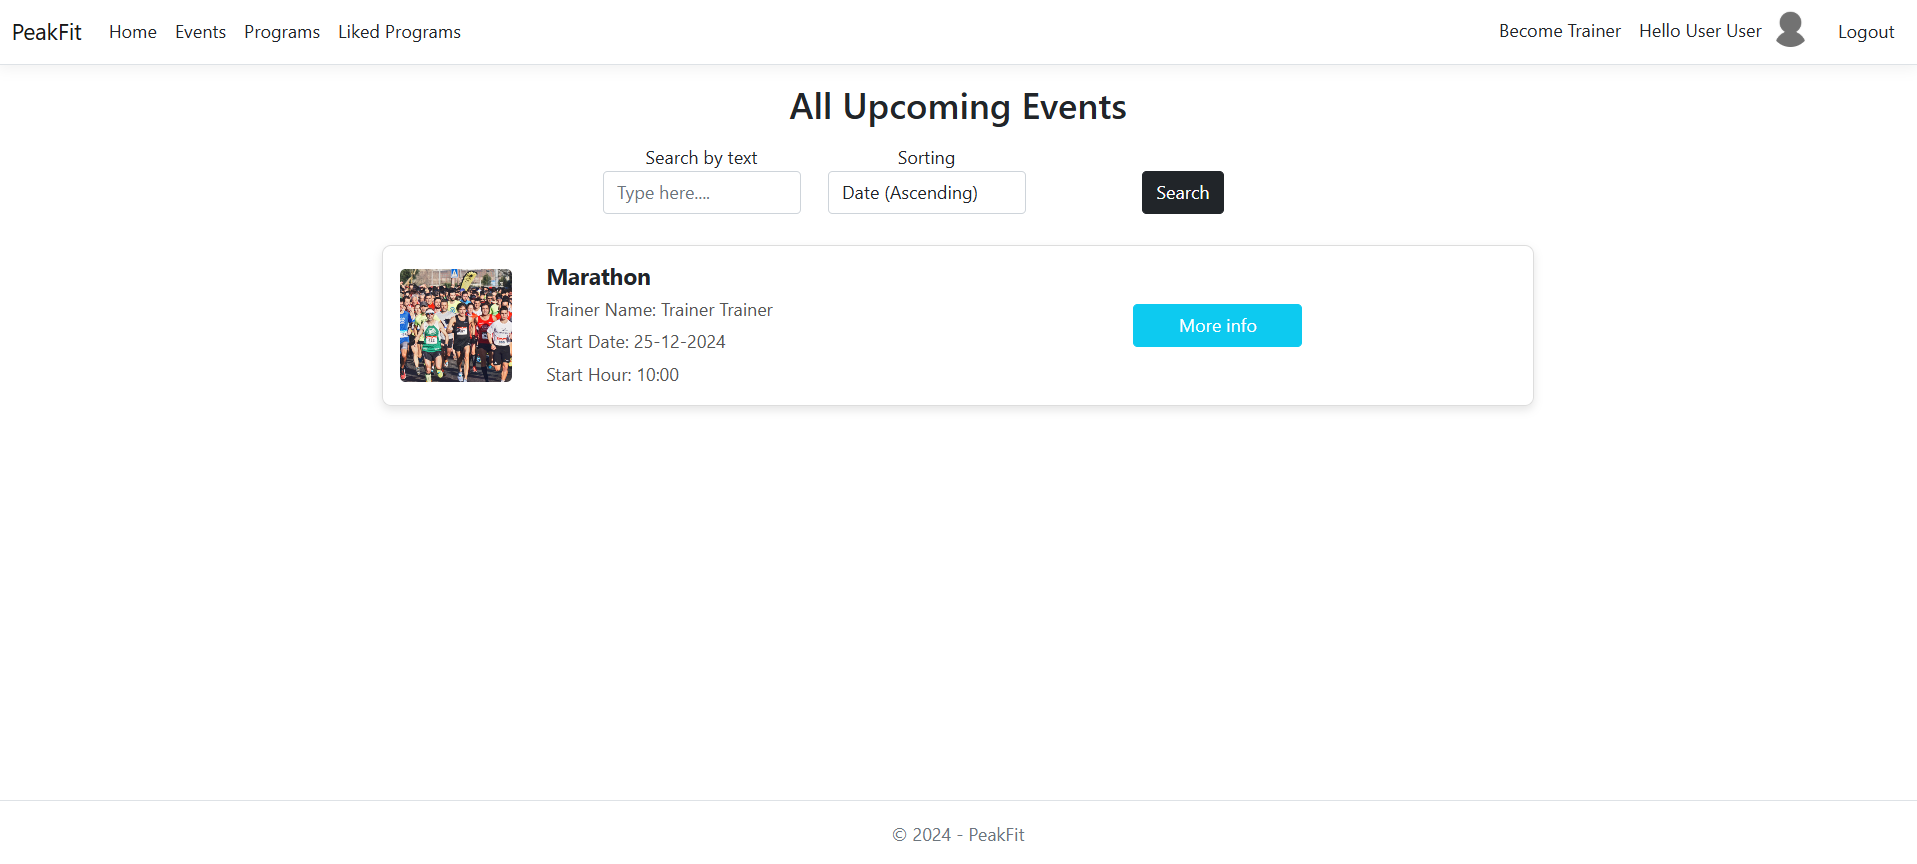 PeakFit Home Events Programs Liked Programs Become Trainer Hello User User Logout
All Upcoming Events
Search by text Sorting
Type here.... Date (Ascending) Search
Marathon
Trainer Name: Trainer Trainer
More info
Start Date: 25-12-2024
Start Hour: 10:00
© 2024 - PeakFit